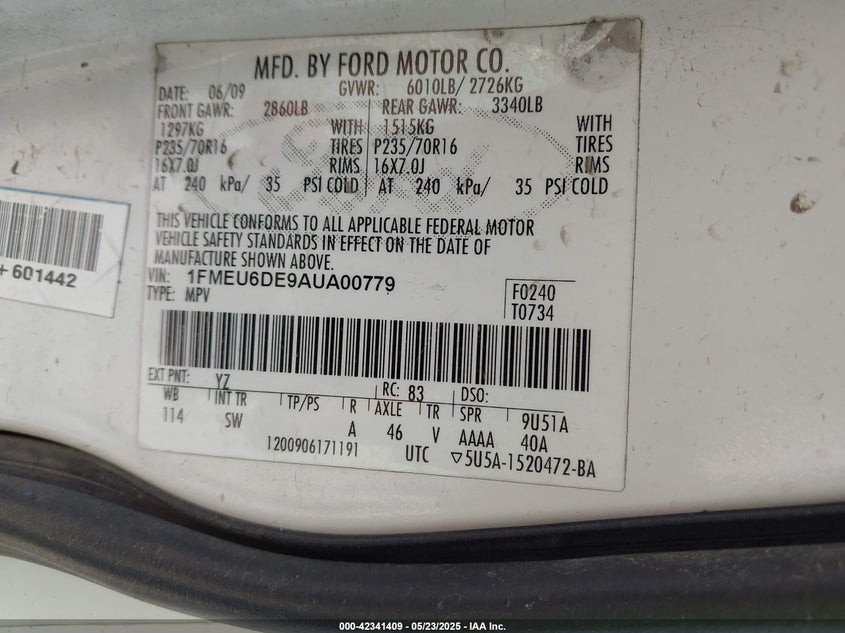 MFD. BY FORD MOTOR CO.
DATE: 06/09 GVWR: 6010LB/ 2726KG
FRONT GAWR: 2860LB REAR GAWR: 3340LB
1297KG WITH 1515KG WITH
P235/70R16 TIRES P235/70R16 TIRES
16X7.0J RIMS 16X7.0J RIMS
AT 240 kPa/ 35 PSI COLD AT 240 kPa/ 35 PSI COLD
THIS VEHICLE CONFORMS TO ALL APPLICABLE FEDERAL MOTOR
VEHICLE SAFETY STANDARDS IN EFFECT ON THE DATE OF
MANUFACTURE SHOWN ABOVE.
VIN: 1FMEU6DE9AUA00779
TYPE: MPV
F0240
T0734
+ 601442
EXT PNT: YZ RC: 83 DSO:
WB INT TR TP/PS R AXLE TR SPR 9U51A
114 SW A 46 V AAAA 40A
1200906171191 UTC ▽5U5A-1520472-BA
Ford
000-42341409 - 05/23/2025 - IAA Inc.